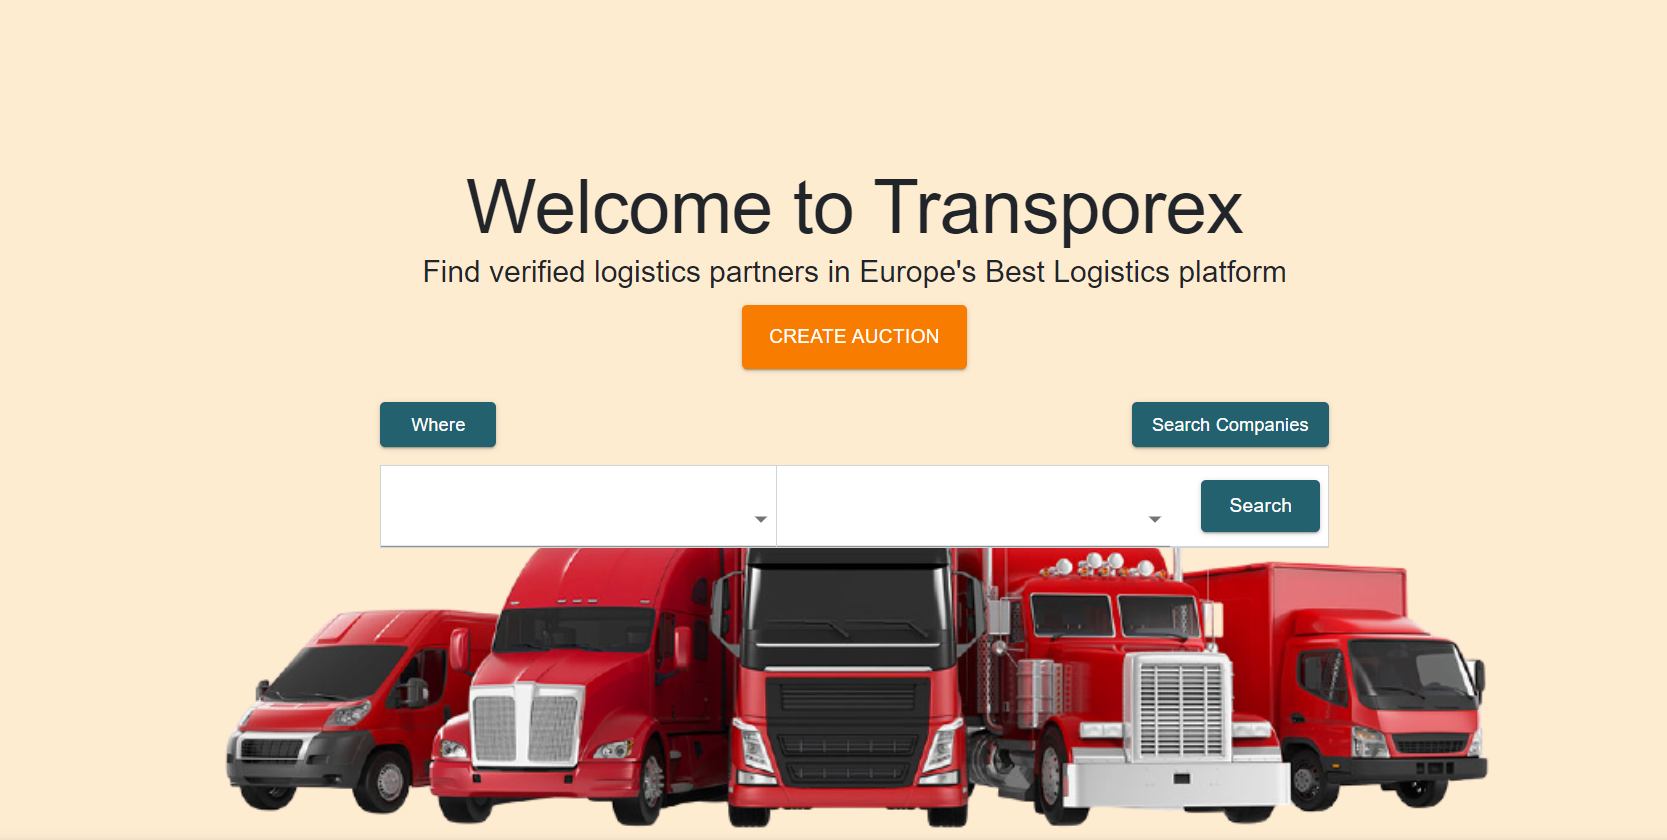 Welcome to Transporex
Find verified logistics partners in Europe's Best Logistics platform
CREATE AUCTION
Where
Search Companies
Search